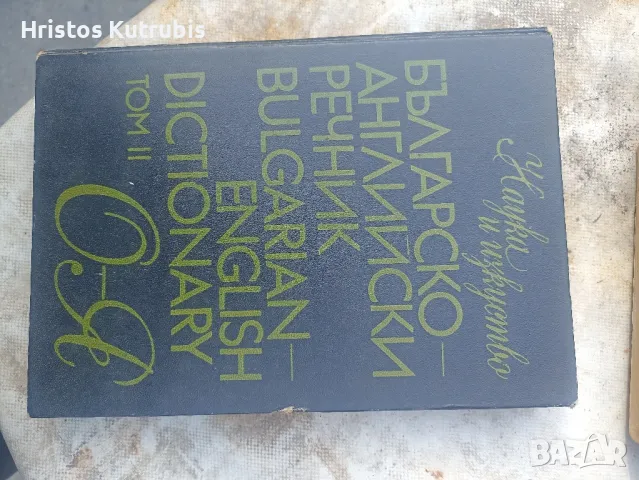 Hristos Kutrubis
Наука
и изкуство
БЪЛГАРСКО-
АНГЛИЙСКИ
РЕЧНИК
BULGARIAN-
ENGLISH
DICTIONARY
ТОМ II
О-Я
BAZAR